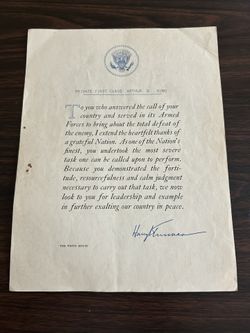 PRIVATE FIRST CLASS ARTHUR D. KING
To you who answered the call of your
country and served in its Armed
Forces to bring about the total defeat of
the enemy, I extend the heartfelt thanks
of a grateful Nation. As one of the Nation's
finest, you undertook the most severe
task one can be called upon to perform.
Because you demonstrated the forti-
tude, resourcefulness and calm judgment
necessary to carry out that task, we now
look to you for leadership and example
in further exalting our country in peace.
Harry Truman
THE WHITE HOUSE